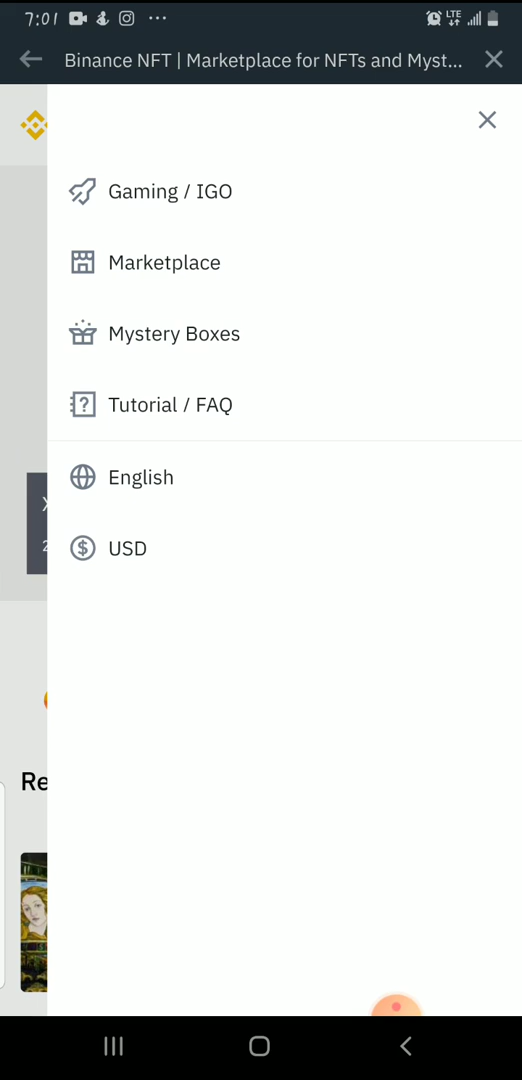 7:01
LTE
Binance NFT | Marketplace for NFTs and Myst...
Gaming / IGO
Marketplace
Mystery Boxes
Tutorial / FAQ
English
USD
Re